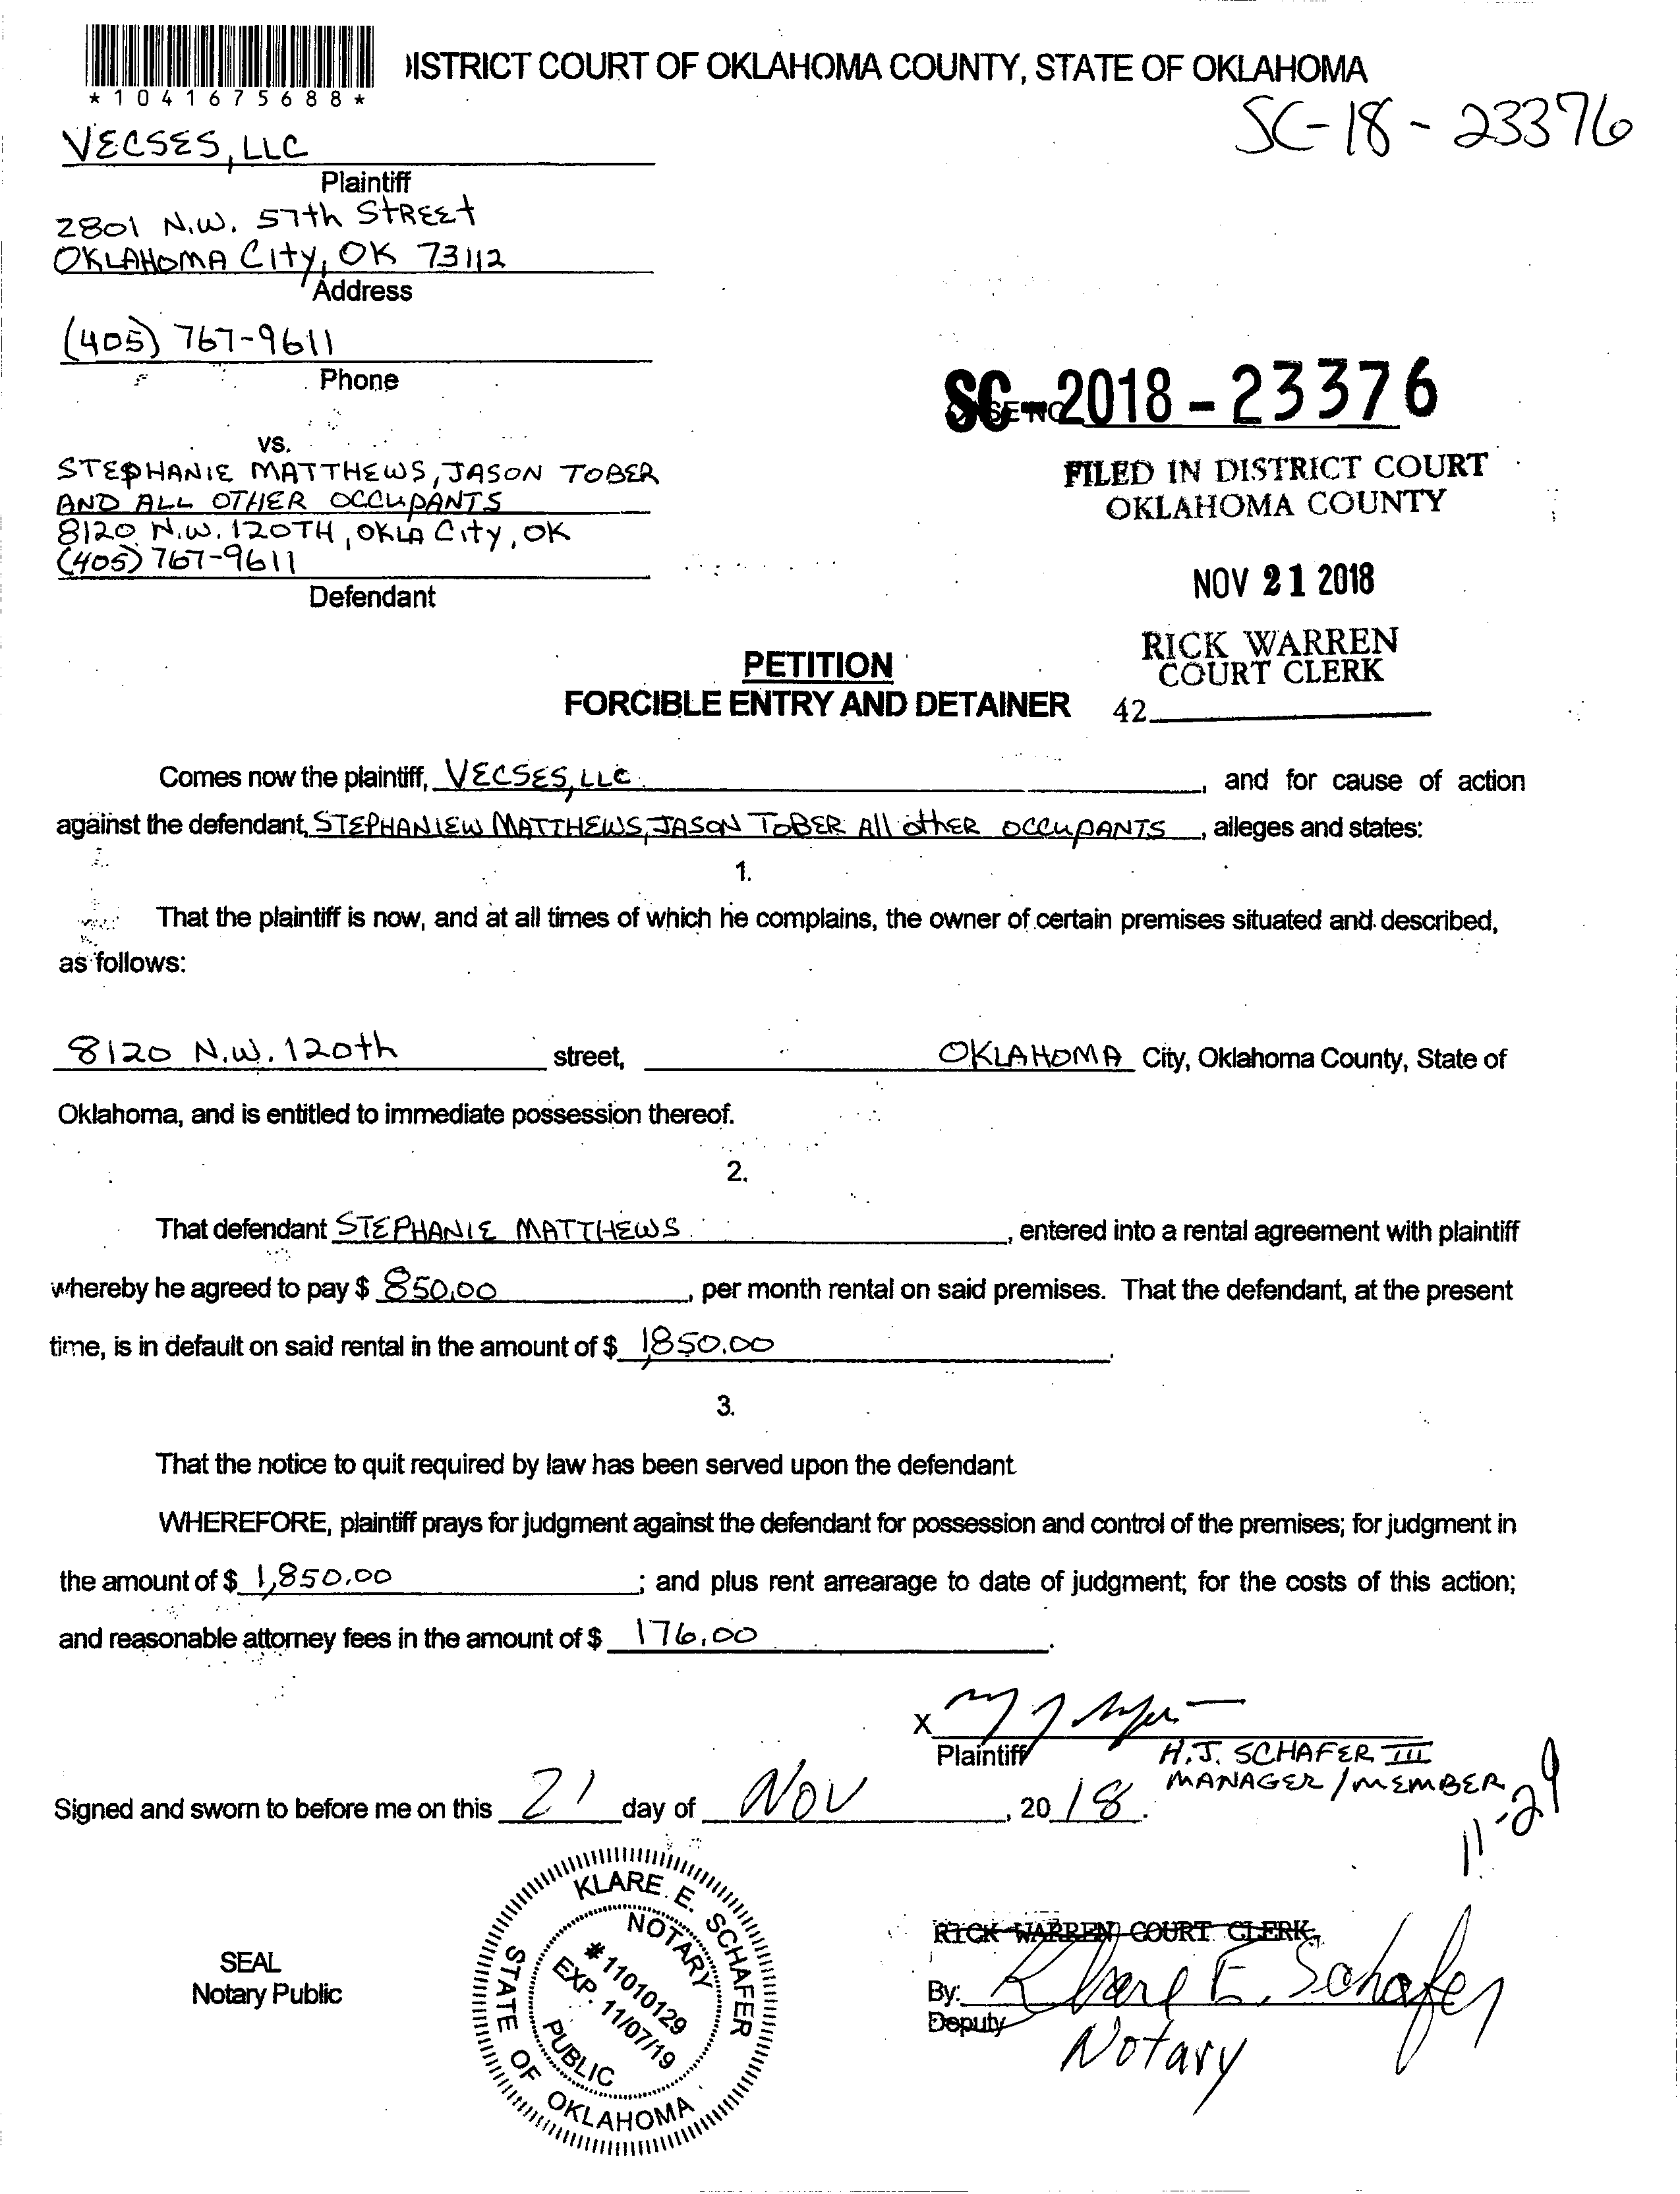 ISTRICT COURT OF OKLAHOMA COUNTY, STATE OF OKLAHOMA
*1041675688*
SC-18-23376
VECSES, LLC
Plaintiff
2801 N.W. 57th Street
Oklahoma City, OK 73112
Address
(405) 767-9611
Phone
SC-2018-23376
vs.
STEPHANIE MATTHEWS, JASON TOBER
AND ALL OTHER OCCUPANTS
8120 N.W. 120TH, OKLA City, OK
(405) 767-9611
Defendant
FILED IN DISTRICT COURT
OKLAHOMA COUNTY
NOV 21 2018
RICK WARREN
COURT CLERK
42
PETITION
FORCIBLE ENTRY AND DETAINER
Comes now the plaintiff, VECSES, LLC, and for cause of action
against the defendant, STEPHANIEW MATTHEWS, JASON TOBER All other OCCUPANTS, alleges and states:
1.
That the plaintiff is now, and at all times of which he complains, the owner of certain premises situated and described,
as follows:
8120 N.W. 120th street, OKLAHOMA City, Oklahoma County, State of
Oklahoma, and is entitled to immediate possession thereof.
2.
That defendant STEPHANIE MATTHEWS, entered into a rental agreement with plaintiff
whereby he agreed to pay $ 850.00, per month rental on said premises. That the defendant, at the present
time, is in default on said rental in the amount of $ 1,850.00.
3.
That the notice to quit required by law has been served upon the defendant
WHEREFORE, plaintiff prays for judgment against the defendant for possession and control of the premises; for judgment in
the amount of $ 1,850.00; and plus rent arrearage to date of judgment; for the costs of this action;
and reasonable attorney fees in the amount of $ 176.00.
X
Plaintiff
H.J. SCHAFER III
MANAGER / MEMBER
11-29
Signed and sworn to before me on this 21 day of Nov, 2018.
SEAL
Notary Public
KLARE E. SCHAFER
STATE OF OKLAHOMA
NOTARY PUBLIC
#11010129
EXP. 11/07/19
RICK WARREN COURT CLERK
By: Klare E. Schafer
Deputy
Notary